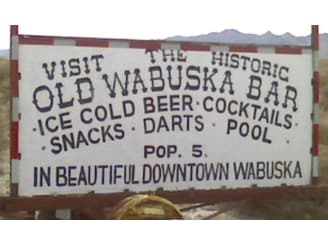 VISIT THE HISTORIC
OLD WABUSKA BAR
·ICE COLD BEER·COCKTAILS·
·SNACKS · DARTS · POOL ·
POP. 5.
IN BEAUTIFUL DOWNTOWN WABUSKA